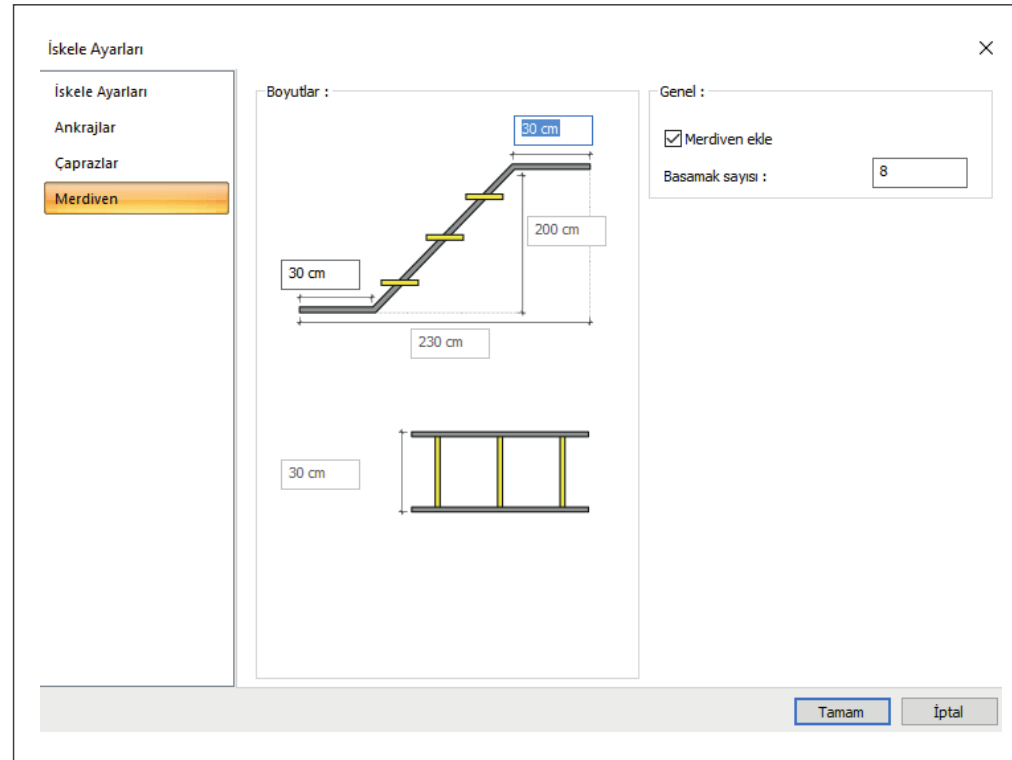 İskele Ayarları
İskele Ayarları
Ankrajlar
Çaprazlar
Merdiven
Boyutlar :
30 cm
200 cm
30 cm
230 cm
30 cm
Genel :
Merdiven ekle
Basamak sayısı :
8
Tamam
İptal